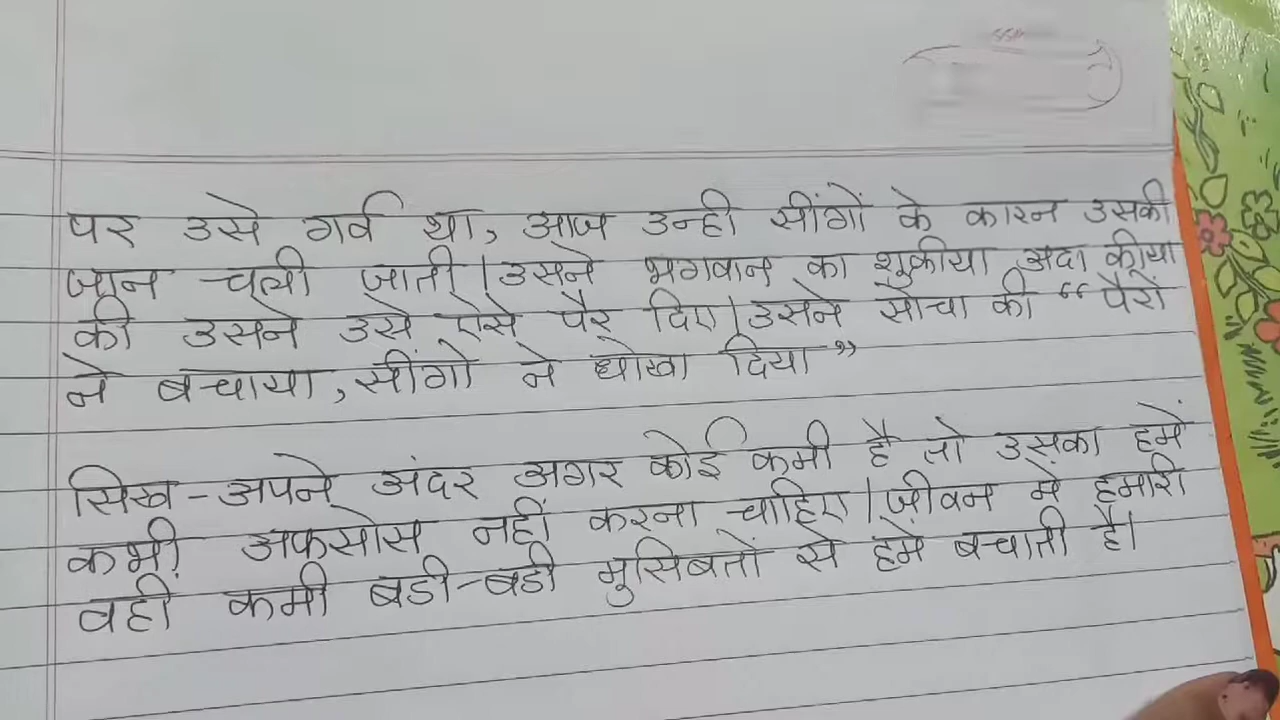 पर उसे गर्व था, आज उन्ही सींगों के कारन उसकी
जान चली जाती।उसने भगवान का शुकीया अदा कीया
की उसने उसे ऐसे पैर दिए।उसने सोचा की “पैरों
ने बचाया, सींगो ने धोखा दिया”
सिख-अपने अंदर अगर कोई कमी है तो उसका हमें
कभी अफसोस नहीं करना चाहिए।जीवन में हमारी
वही कमी बडी-बडी मुसिबतों से हमें बचाती है।